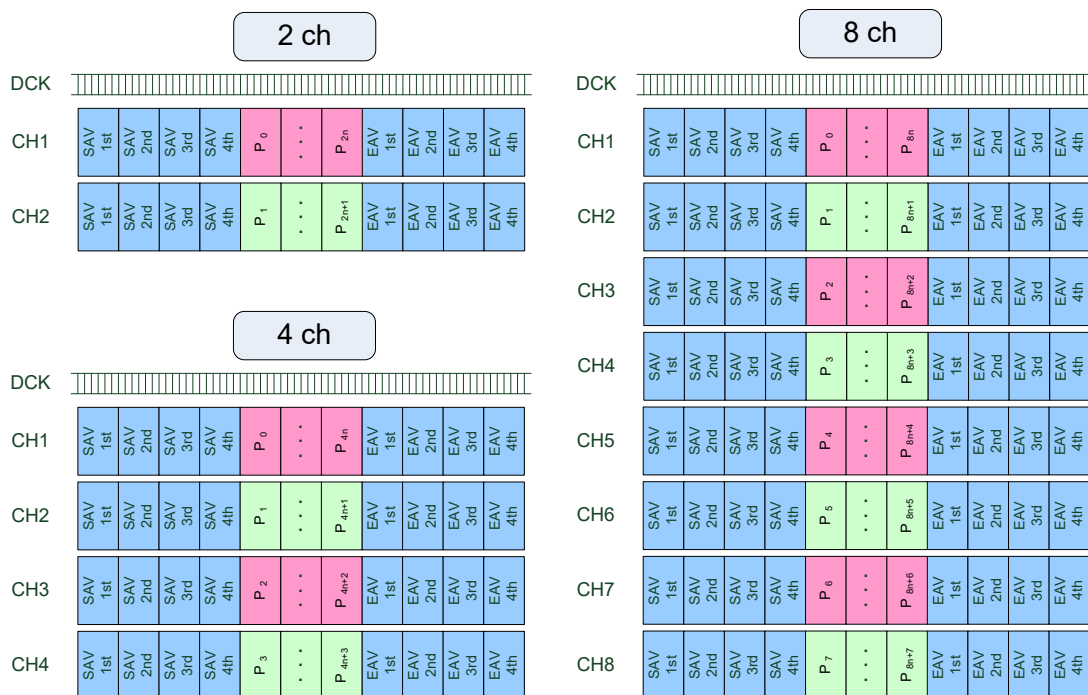 2 ch
DCK
CH1 SAV 1st SAV 2nd SAV 3rd SAV 4th P 0 . . . P 2n EAV 1st EAV 2nd EAV 3rd EAV 4th
CH2 SAV 1st SAV 2nd SAV 3rd SAV 4th P 1 . . . P 2n+1 EAV 1st EAV 2nd EAV 3rd EAV 4th
4 ch
DCK
CH1 SAV 1st SAV 2nd SAV 3rd SAV 4th P 0 . . . P 4n EAV 1st EAV 2nd EAV 3rd EAV 4th
CH2 SAV 1st SAV 2nd SAV 3rd SAV 4th P 1 . . . P 4n+1 EAV 1st EAV 2nd EAV 3rd EAV 4th
CH3 SAV 1st SAV 2nd SAV 3rd SAV 4th P 2 . . . P 4n+2 EAV 1st EAV 2nd EAV 3rd EAV 4th
CH4 SAV 1st SAV 2nd SAV 3rd SAV 4th P 3 . . . P 4n+3 EAV 1st EAV 2nd EAV 3rd EAV 4th
8 ch
DCK
CH1 SAV 1st SAV 2nd SAV 3rd SAV 4th P 0 . . . P 8n EAV 1st EAV 2nd EAV 3rd EAV 4th
CH2 SAV 1st SAV 2nd SAV 3rd SAV 4th P 1 . . . P 8n+1 EAV 1st EAV 2nd EAV 3rd EAV 4th
CH3 SAV 1st SAV 2nd SAV 3rd SAV 4th P 2 . . . P 8n+2 EAV 1st EAV 2nd EAV 3rd EAV 4th
CH4 SAV 1st SAV 2nd SAV 3rd SAV 4th P 3 . . . P 8n+3 EAV 1st EAV 2nd EAV 3rd EAV 4th
CH5 SAV 1st SAV 2nd SAV 3rd SAV 4th P 4 . . . P 8n+4 EAV 1st EAV 2nd EAV 3rd EAV 4th
CH6 SAV 1st SAV 2nd SAV 3rd SAV 4th P 5 . . . P 8n+5 EAV 1st EAV 2nd EAV 3rd EAV 4th
CH7 SAV 1st SAV 2nd SAV 3rd SAV 4th P 6 . . . P 8n+6 EAV 1st EAV 2nd EAV 3rd EAV 4th
CH8 SAV 1st SAV 2nd SAV 3rd SAV 4th P 7 . . . P 8n+7 EAV 1st EAV 2nd EAV 3rd EAV 4th